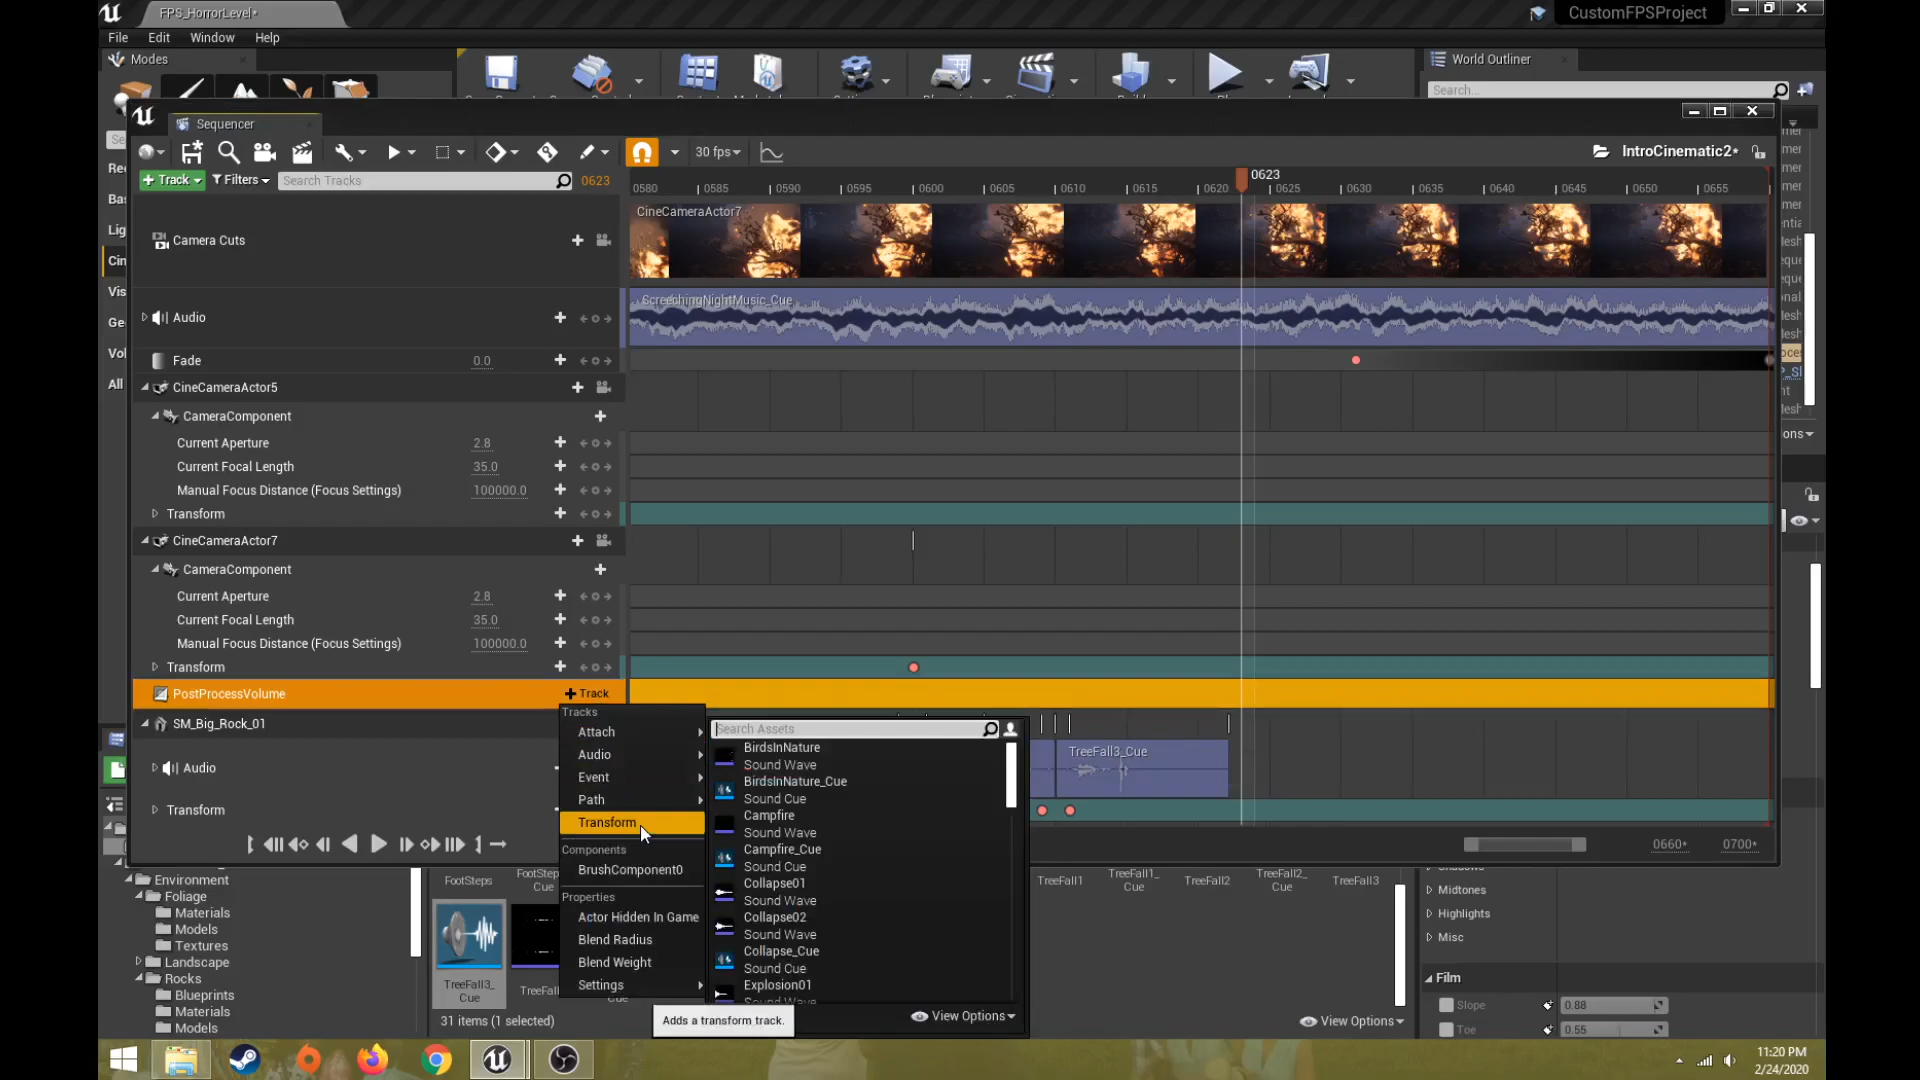 FPS_HorrorLevel*
CustomFPSProject
File Edit Window Help
Modes
World Outliner
Search...
Sequencer
30 fps
IntroCinematic2*
Track Filters Search Tracks 0623
0580 0585 0590 0595 0600 0605 0610 0615 0620 0623 0625 0630 0635 0640 0645 0650 0655
Camera Cuts
CineCameraActor7
Audio
ScreechingNightMusic_Cue
Fade 0.0
CineCameraActor5
CameraComponent
Current Aperture 2.8
Current Focal Length 35.0
Manual Focus Distance (Focus Settings) 100000.0
Transform
CineCameraActor7
CameraComponent
Current Aperture 2.8
Current Focal Length 35.0
Manual Focus Distance (Focus Settings) 100000.0
Transform
PostProcessVolume Track
SM_Big_Rock_01
Audio
Transform
TreeFall3_Cue
Tracks
Attach
Audio
Event
Path
Transform
Components
BrushComponent0
Properties
Actor Hidden In Game
Blend Radius
Blend Weight
Settings
Adds a transform track.
Search Assets
BirdsInNature
Sound Wave
BirdsInNature_Cue
Sound Cue
Campfire
Sound Wave
Campfire_Cue
Sound Cue
Collapse01
Sound Wave
Collapse02
Sound Wave
Collapse_Cue
Sound Cue
Explosion01
Sound Wave
View Options
0660* 0700*
Environment
Foliage
Materials
Models
Textures
Landscape
Rocks
Blueprints
Materials
Models
FootSteps
TreeFall3_
Cue
31 items (1 selected)
TreeFall1 TreeFall1_
Cue
TreeFall2 TreeFall2_
Cue
TreeFall3
View Options
Midtones
Highlights
Misc
Film
Slope 0.88
Toe 0.55
11:20 PM
2/24/2020